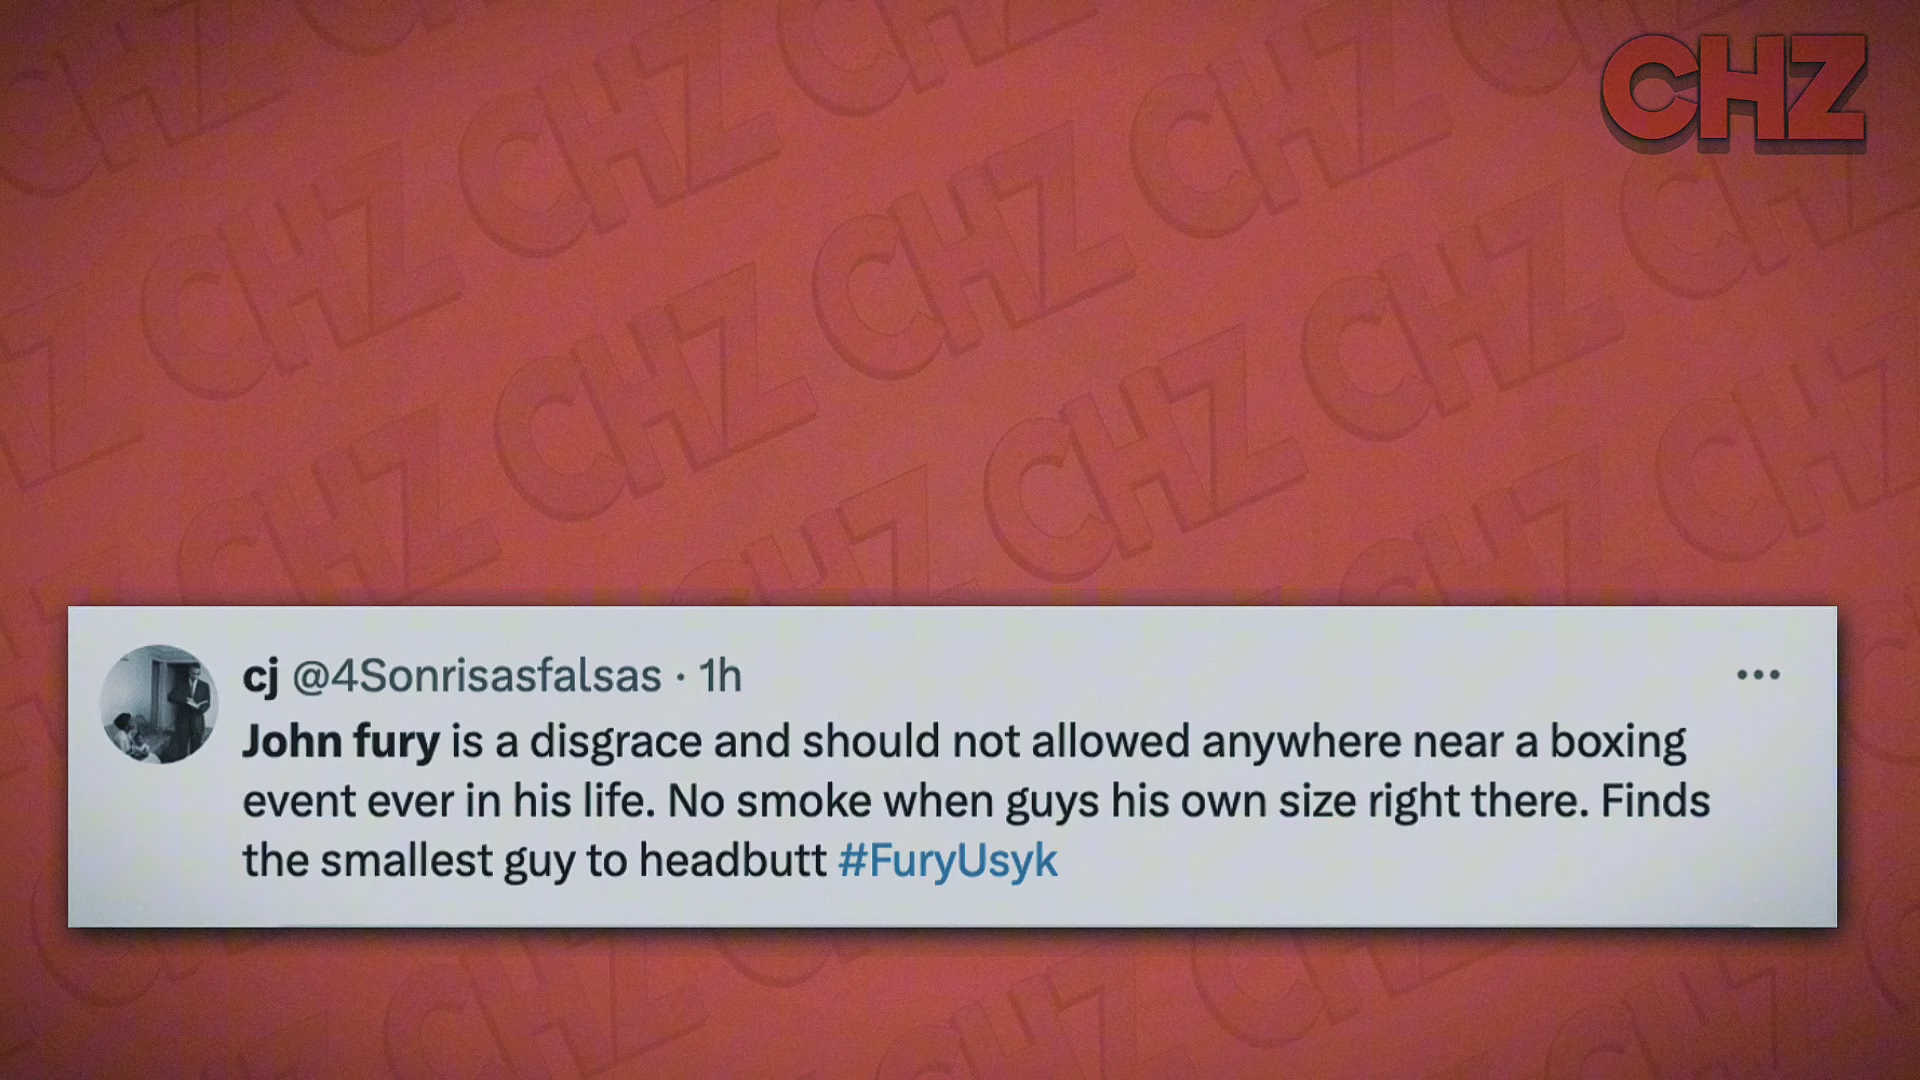 CHZ
cj @4Sonrisasfalsas · 1h
John fury is a disgrace and should not allowed anywhere near a boxing
event ever in his life. No smoke when guys his own size right there. Finds
the smallest guy to headbutt #FuryUsyk